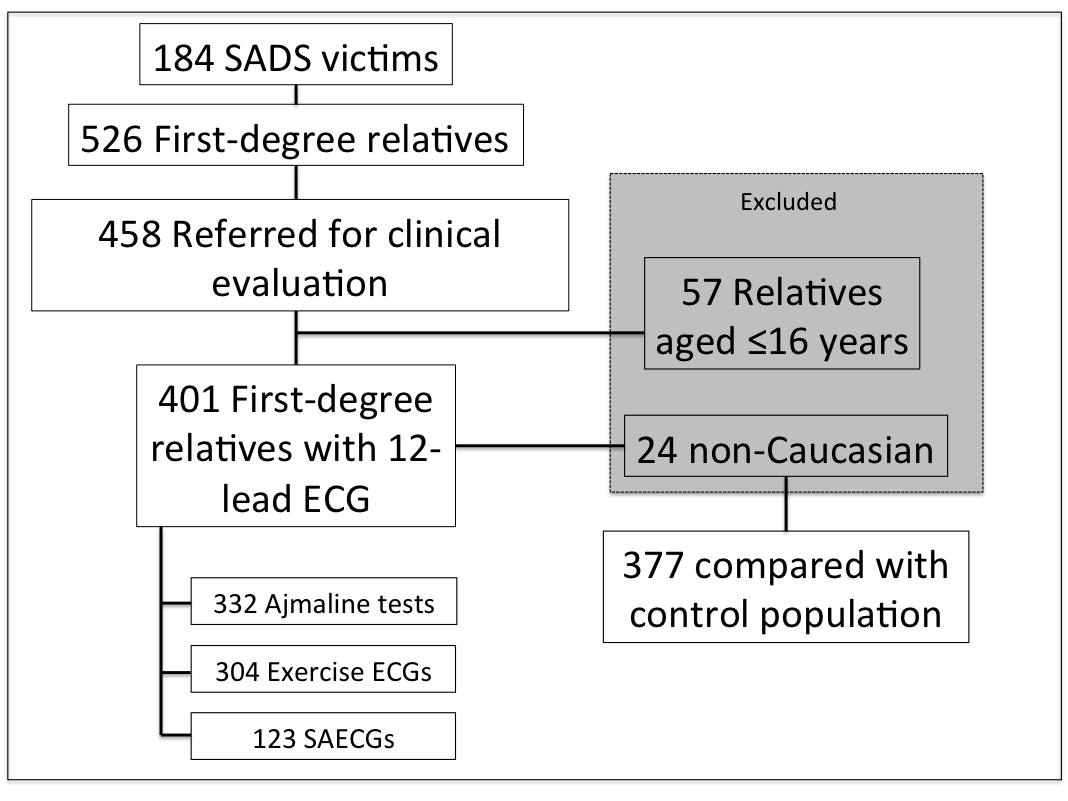 184 SADS victims
526 First-degree relatives
458 Referred for clinical
evaluation
Excluded
57 Relatives
aged ≤16 years
401 First-degree
relatives with 12-
lead ECG
24 non-Caucasian
377 compared with
control population
332 Ajmaline tests
304 Exercise ECGs
123 SAECGs